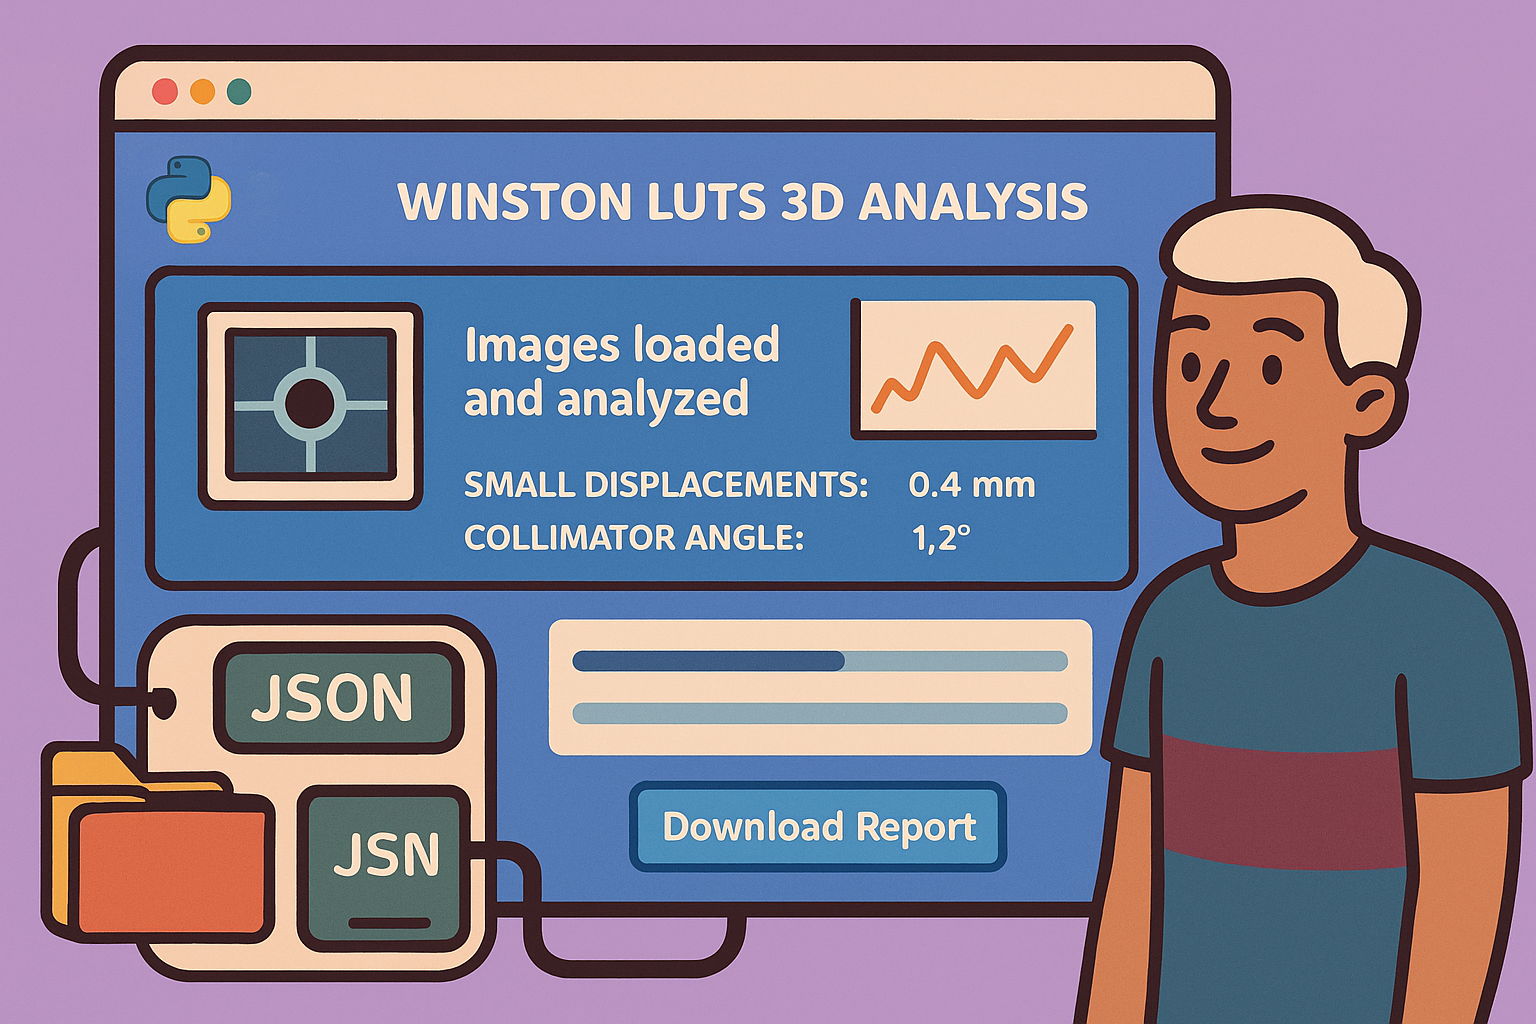 WINSTON LUTS 3D ANALYSIS
Images loaded
and analyzed
SMALL DISPLACEMENTS: 0.4 mm
COLLIMATOR ANGLE: 1,2°
JSON
JSN
Download Report